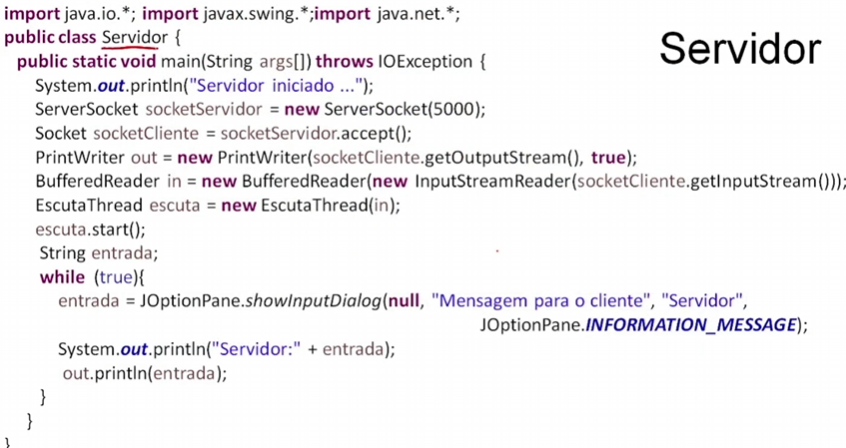 import java.io.*; import javax.swing.*;import java.net.*;
public class Servidor {
Servidor
public static void main(String args[]) throws IOException {
System.out.println("Servidor iniciado ...");
ServerSocket socketServidor = new ServerSocket(5000);
Socket socketCliente = socketServidor.accept();
PrintWriter out = new PrintWriter(socketCliente.getOutputStream(), true);
BufferedReader in = new BufferedReader(new InputStreamReader(socketCliente.getInputStream()));
EscutaThread escuta = new EscutaThread(in);
escuta.start();
String entrada;
while (true){
entrada = JOptionPane.showInputDialog(null, "Mensagem para o cliente", "Servidor",
JOptionPane.INFORMATION_MESSAGE);
System.out.println("Servidor:" + entrada);
out.println(entrada);
}
}
}